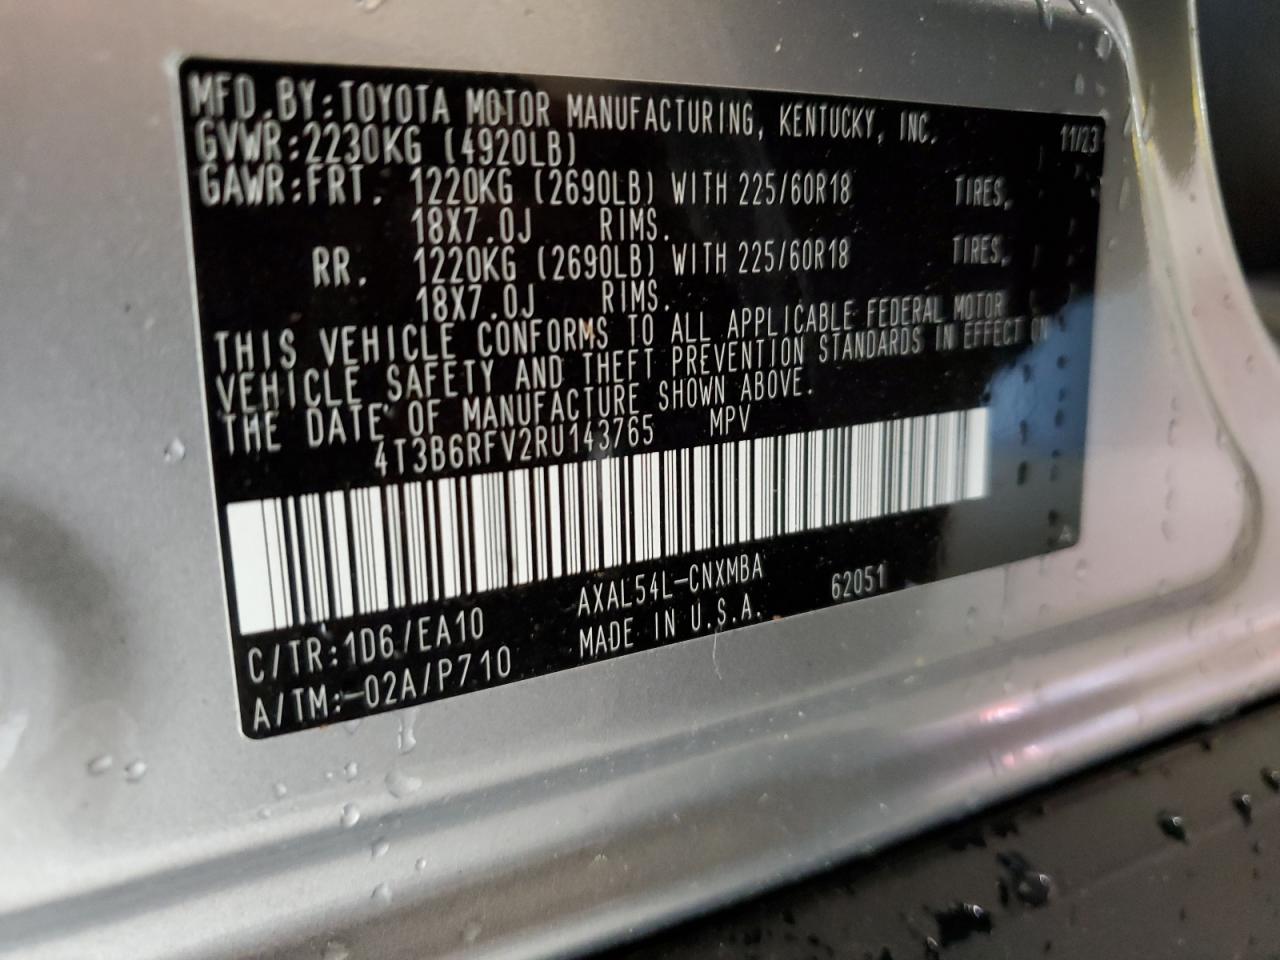 MFD.BY:TOYOTA MOTOR MANUFACTURING, KENTUCKY, INC. 11/23
GVWR:2230KG (4920LB)
GAWR:FRT. 1220KG (2690LB) WITH 225/60R18 TIRES,
18X7.0J RIMS.
RR. 1220KG (2690LB) WITH 225/60R18 TIRES,
18X7.0J RIMS.
THIS VEHICLE CONFORMS TO ALL APPLICABLE FEDERAL MOTOR
VEHICLE SAFETY AND THEFT PREVENTION STANDARDS IN EFFECT ON
THE DATE OF MANUFACTURE SHOWN ABOVE.
4T3B6RFV2RU143765 MPV
C/TR:1D6/EA10 AXAL54L-CNXMBA 62051 A
A/TM:-02A/P710 MADE IN U.S.A.